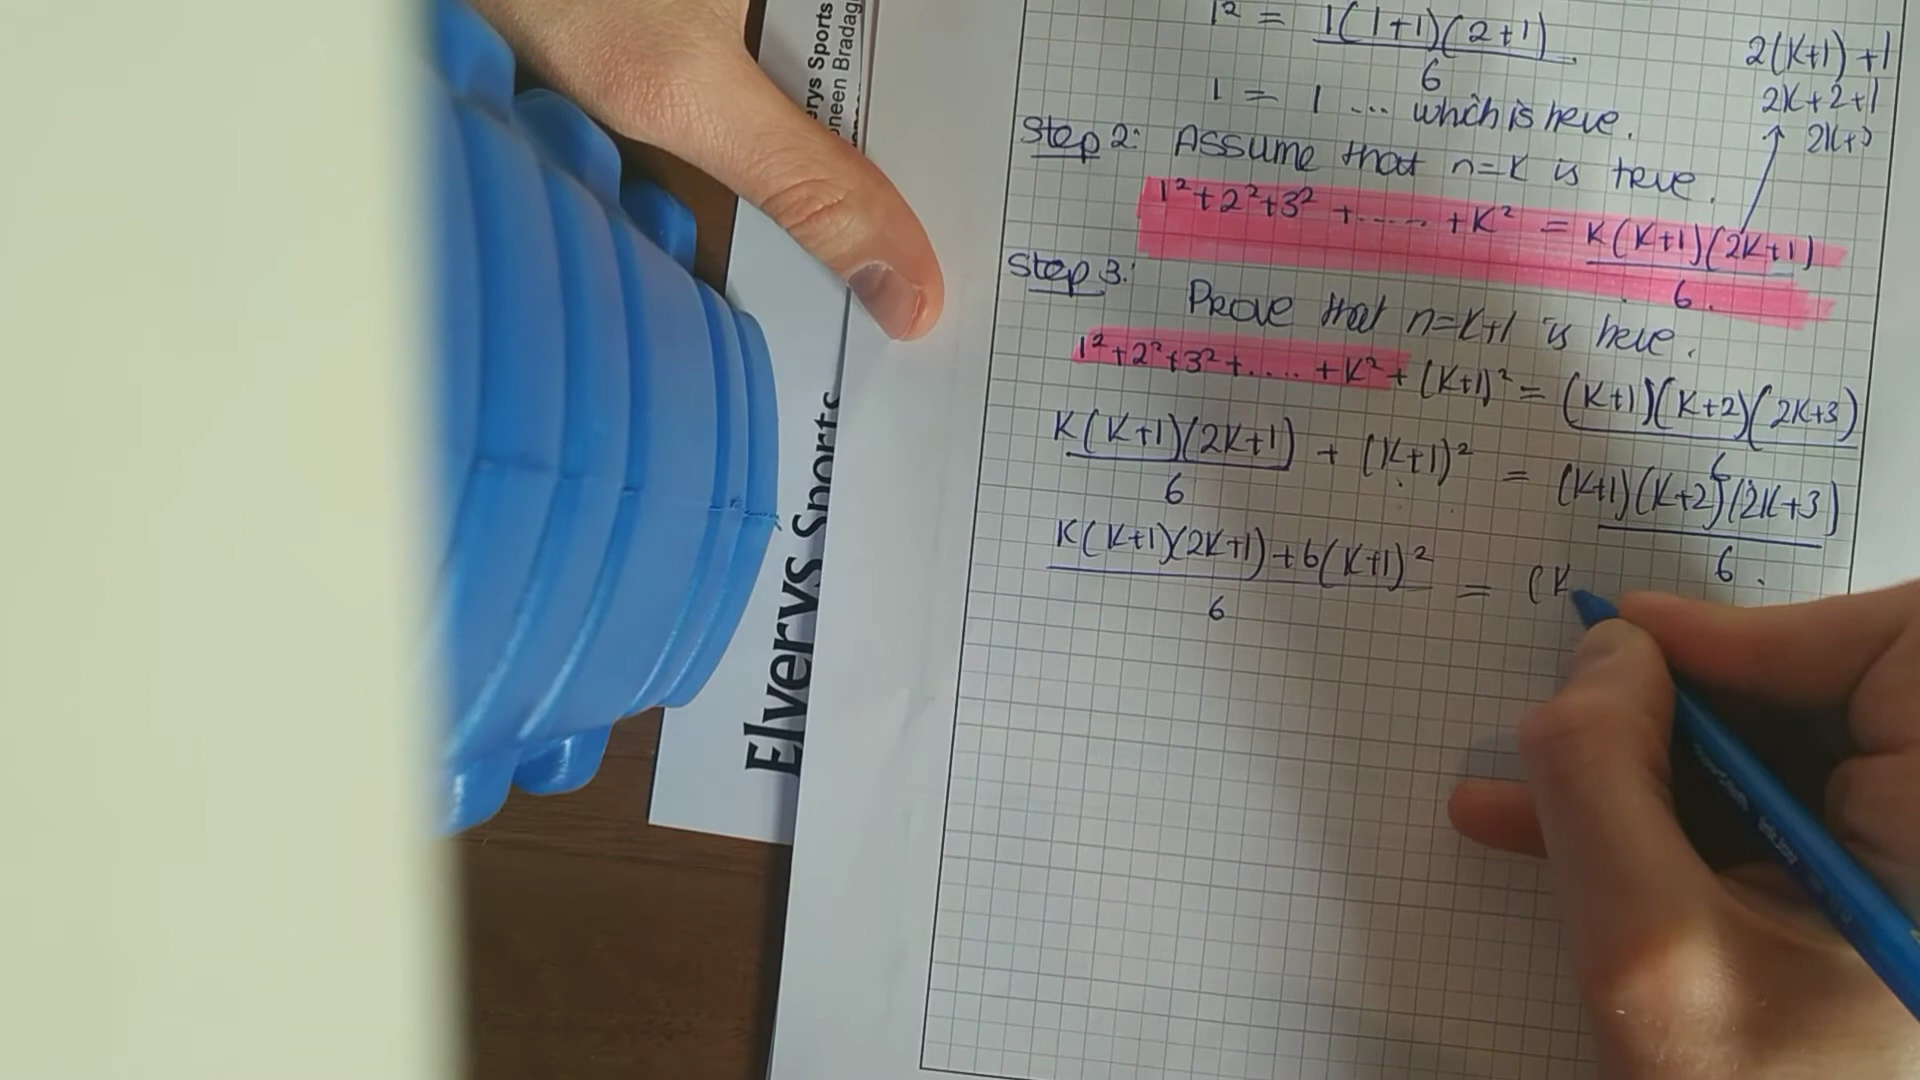 1² = 1(1+1)(2+1)
6
1 = 1 .... which is true.
2(K+1)+1
2K+2+1
2K+3
Step 2: Assume that n=K is true.
1²+2²+3² +...... +K² = K(K+1)(2K+1)
6.
Step 3: Prove that n=K+1 is true.
1²+2²+3²+.... +K²+(K+1)² = (K+1)(K+2)(2K+3)
6
K(K+1)(2K+1) + (K+1)² = (K+1)(K+2)(2K+3)
6
6.
K(K+1)(2K+1)+6(K+1)² = (K
6
Elverys Sports